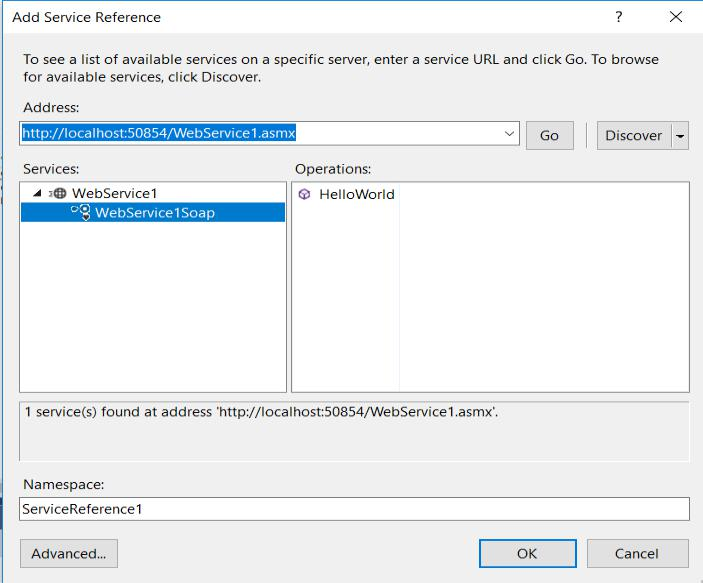 Add Service Reference
?
To see a list of available services on a specific server, enter a service URL and click Go. To browse
for available services, click Discover.
Address:
http://localhost:50854/WebService1.asmx
Go
Discover
Services:
Operations:
WebService1
HelloWorld
WebService1Soap
1 service(s) found at address 'http://localhost:50854/WebService1.asmx'.
Namespace:
ServiceReference1
Advanced...
OK
Cancel